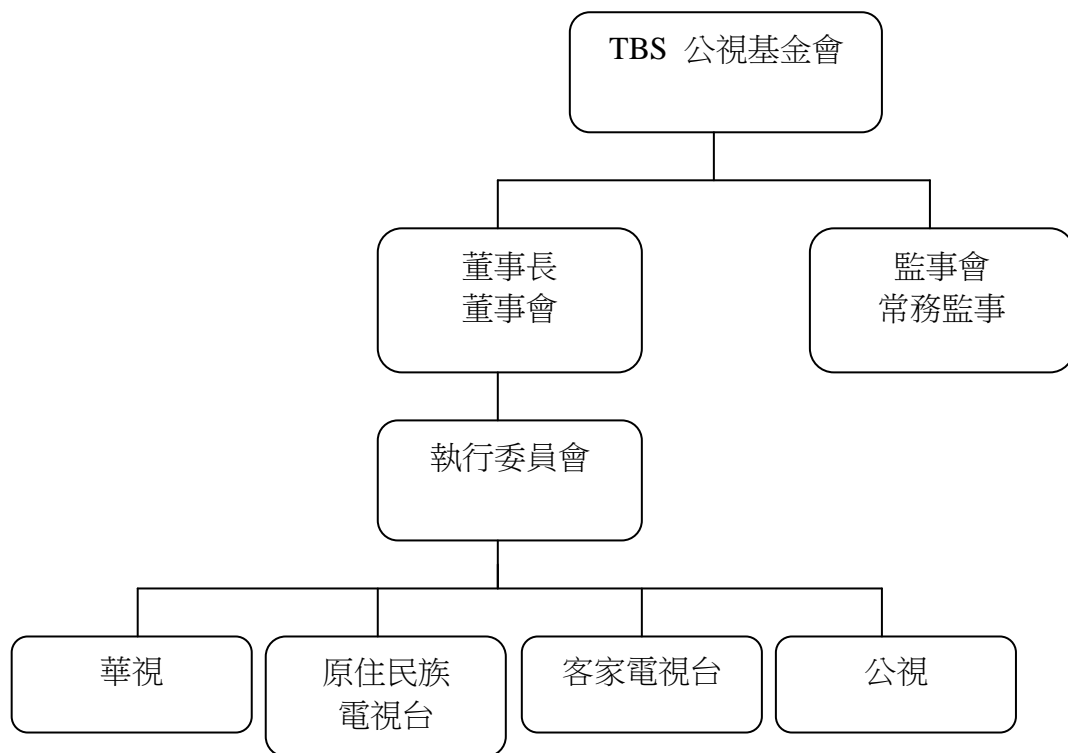 TBS 公視基金會
董事長
董事會
監事會
常務監事
執行委員會
華視
原住民族
電視台
客家電視台
公視